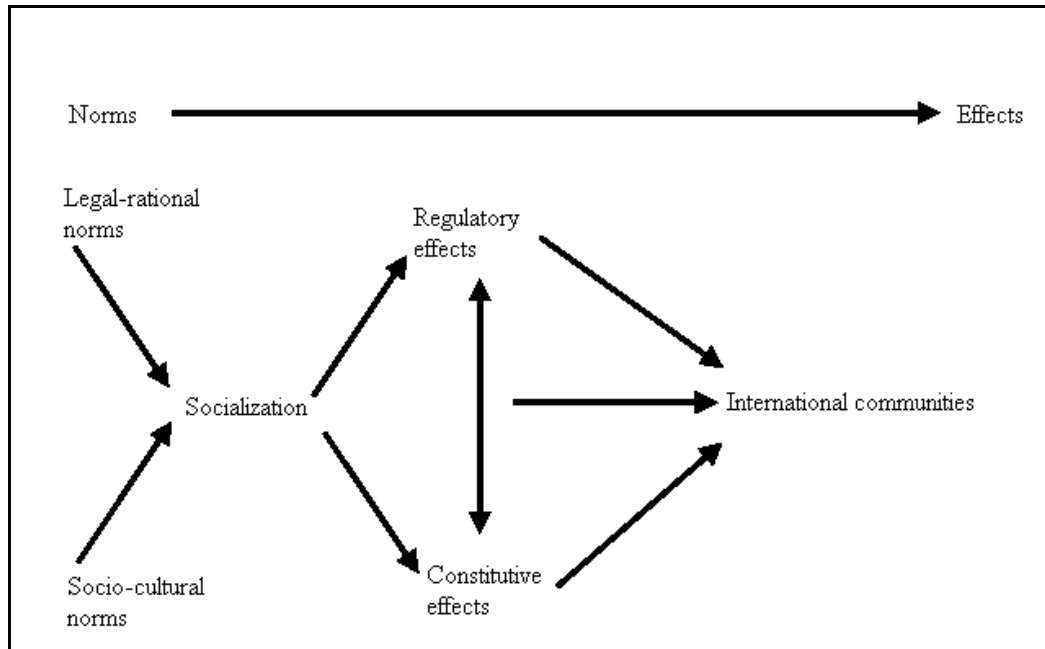 Norms
Effects
Legal-rational
norms
Regulatory
effects
Socialization
International communities
Constitutive
effects
Socio-cultural
norms